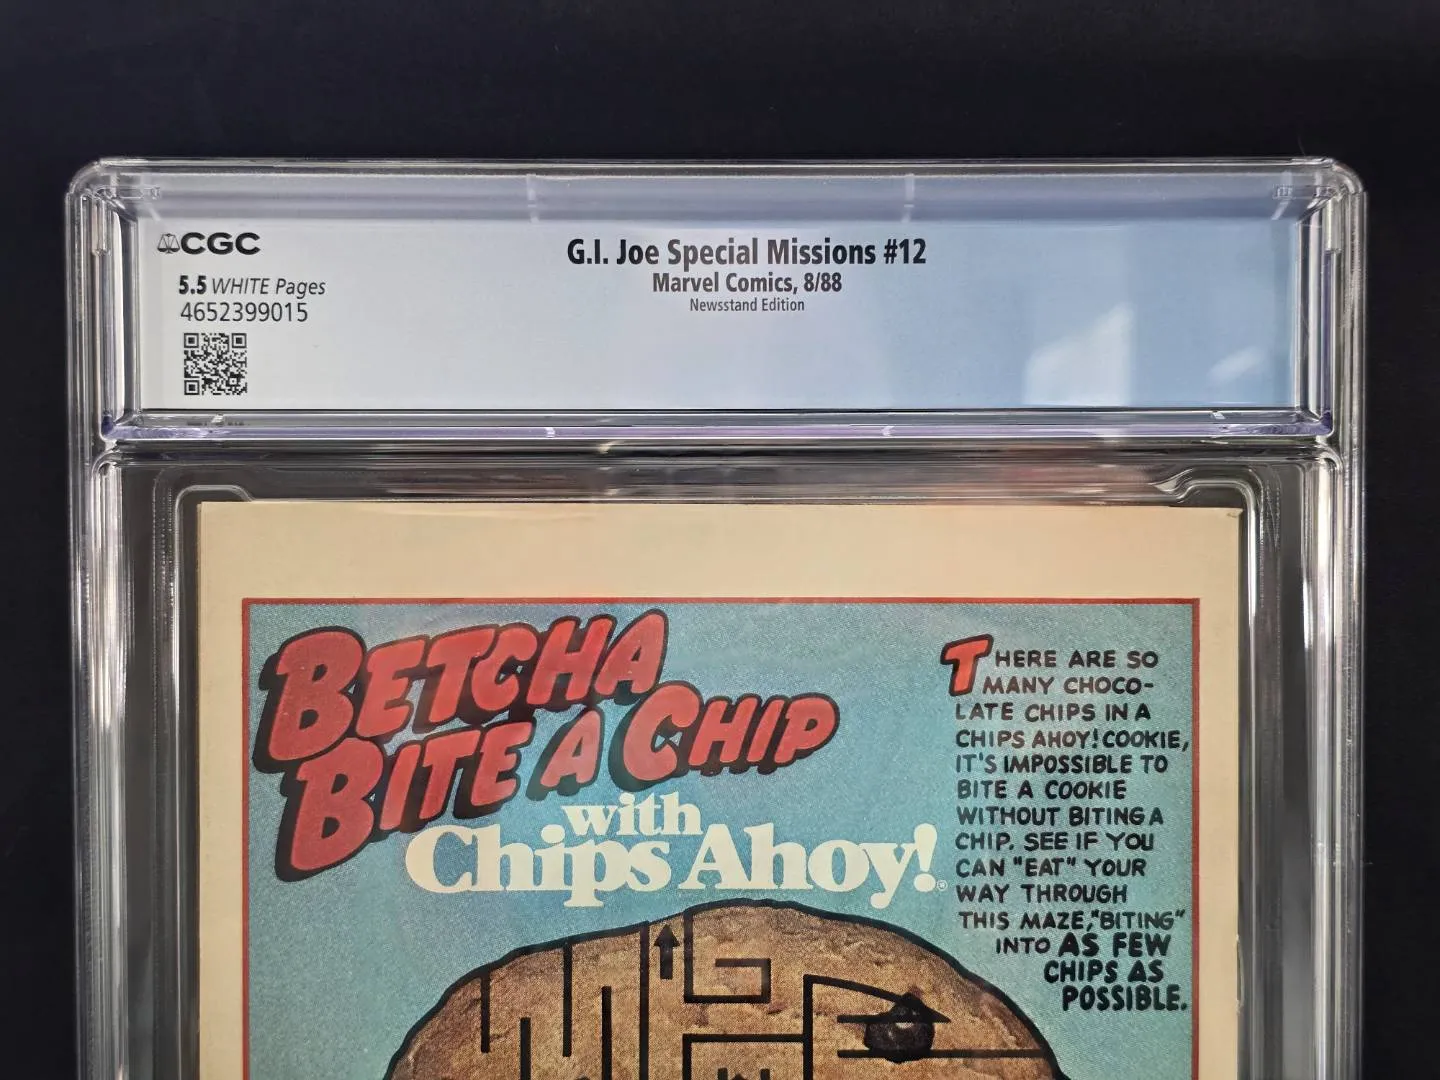 CGC
5.5 WHITE Pages
4652399015
G.I. Joe Special Missions #12
Marvel Comics, 8/88
Newsstand Edition
BETCHA
BITE A CHIP
with
Chips Ahoy!®
THERE ARE SO
MANY CHOCO-
LATE CHIPS IN A
CHIPS AHOY! COOKIE,
IT'S IMPOSSIBLE TO
BITE A COOKIE
WITHOUT BITING A
CHIP. SEE IF YOU
CAN "EAT" YOUR
WAY THROUGH
THIS MAZE, "BITING"
INTO AS FEW
CHIPS AS
POSSIBLE.